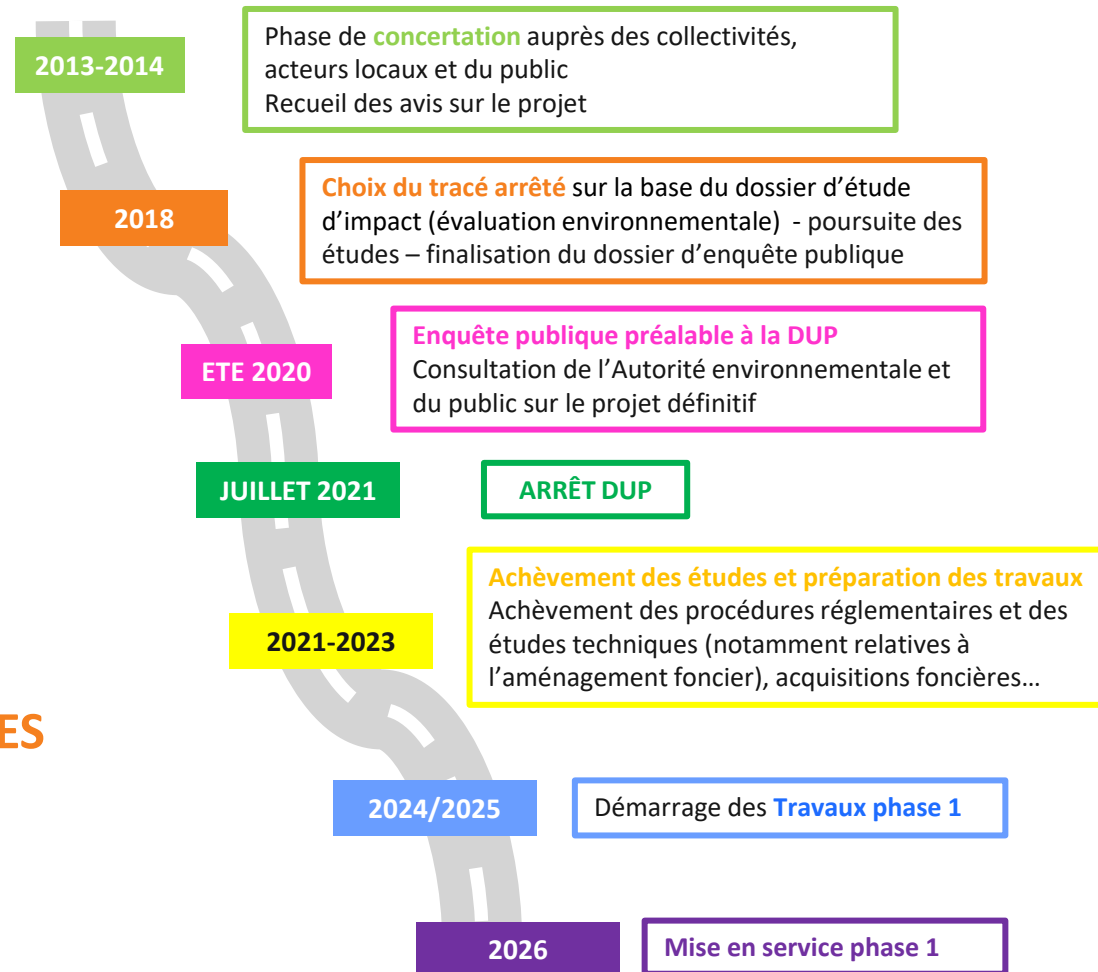 2013-2014
Phase de concertation auprès des collectivités,
acteurs locaux et du public
Recueil des avis sur le projet
2018
Choix du tracé arrêté sur la base du dossier d’étude
d’impact (évaluation environnementale) - poursuite des
études – finalisation du dossier d’enquête publique
ETE 2020
Enquête publique préalable à la DUP
Consultation de l’Autorité environnementale et
du public sur le projet définitif
JUILLET 2021
ARRÊT DUP
2021-2023
Achèvement des études et préparation des travaux
Achèvement des procédures réglementaires et des
études techniques (notamment relatives à
l’aménagement foncier), acquisitions foncières…
ES
2024/2025
Démarrage des Travaux phase 1
2026
Mise en service phase 1